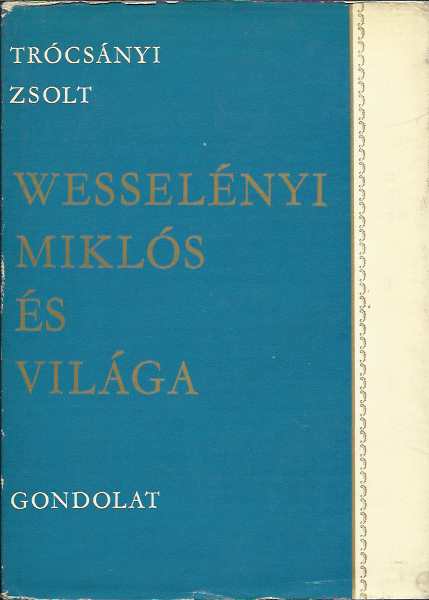 TRÓCSÁNYI
ZSOLT
WESSELÉNYI
MIKLÓS
ÉS
VILÁGA
GONDOLAT